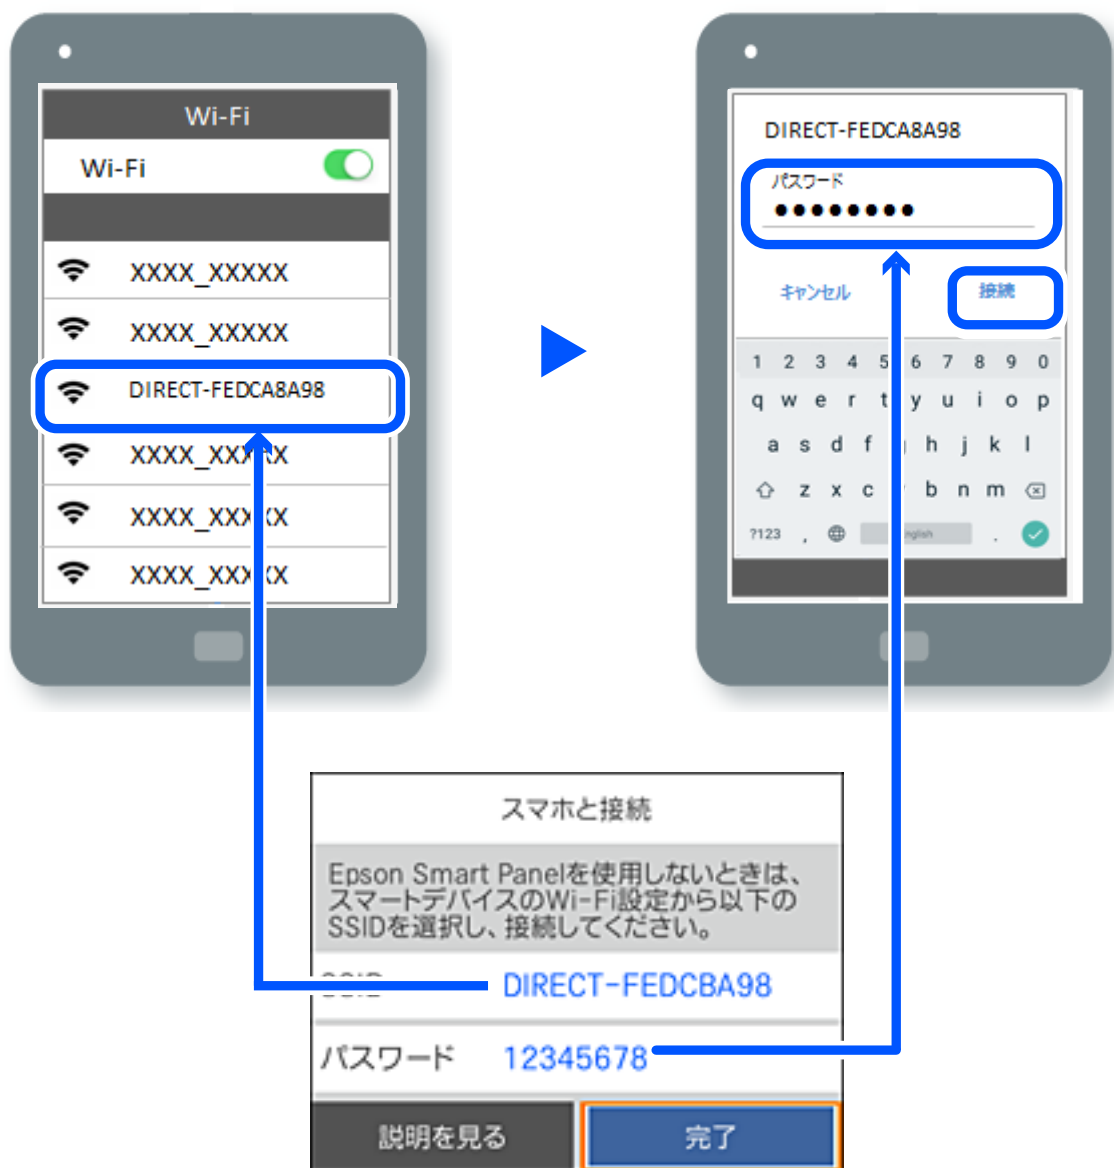 Wi-Fi
Wi-Fi
XXXX_XXXXX
XXXX_XXXXX
DIRECT-FEDCA8A98
XXXX_XXXXX
XXXX_XXXXX
XXXX_XXXXX
DIRECT-FEDCA8A98
パスワード
●●●●●●●●
キャンセル 接続
1 2 3 4 5 6 7 8 9 0
q w e r t y u i o p
a s d f h j k l
z x c b n m
?123 , .
スマホと接続
Epson Smart Panelを使用しないときは、
スマートデバイスのWi-Fi設定から以下の
SSIDを選択し、接続してください。
SSID DIRECT-FEDCBA98
パスワード 12345678
説明を見る 完了